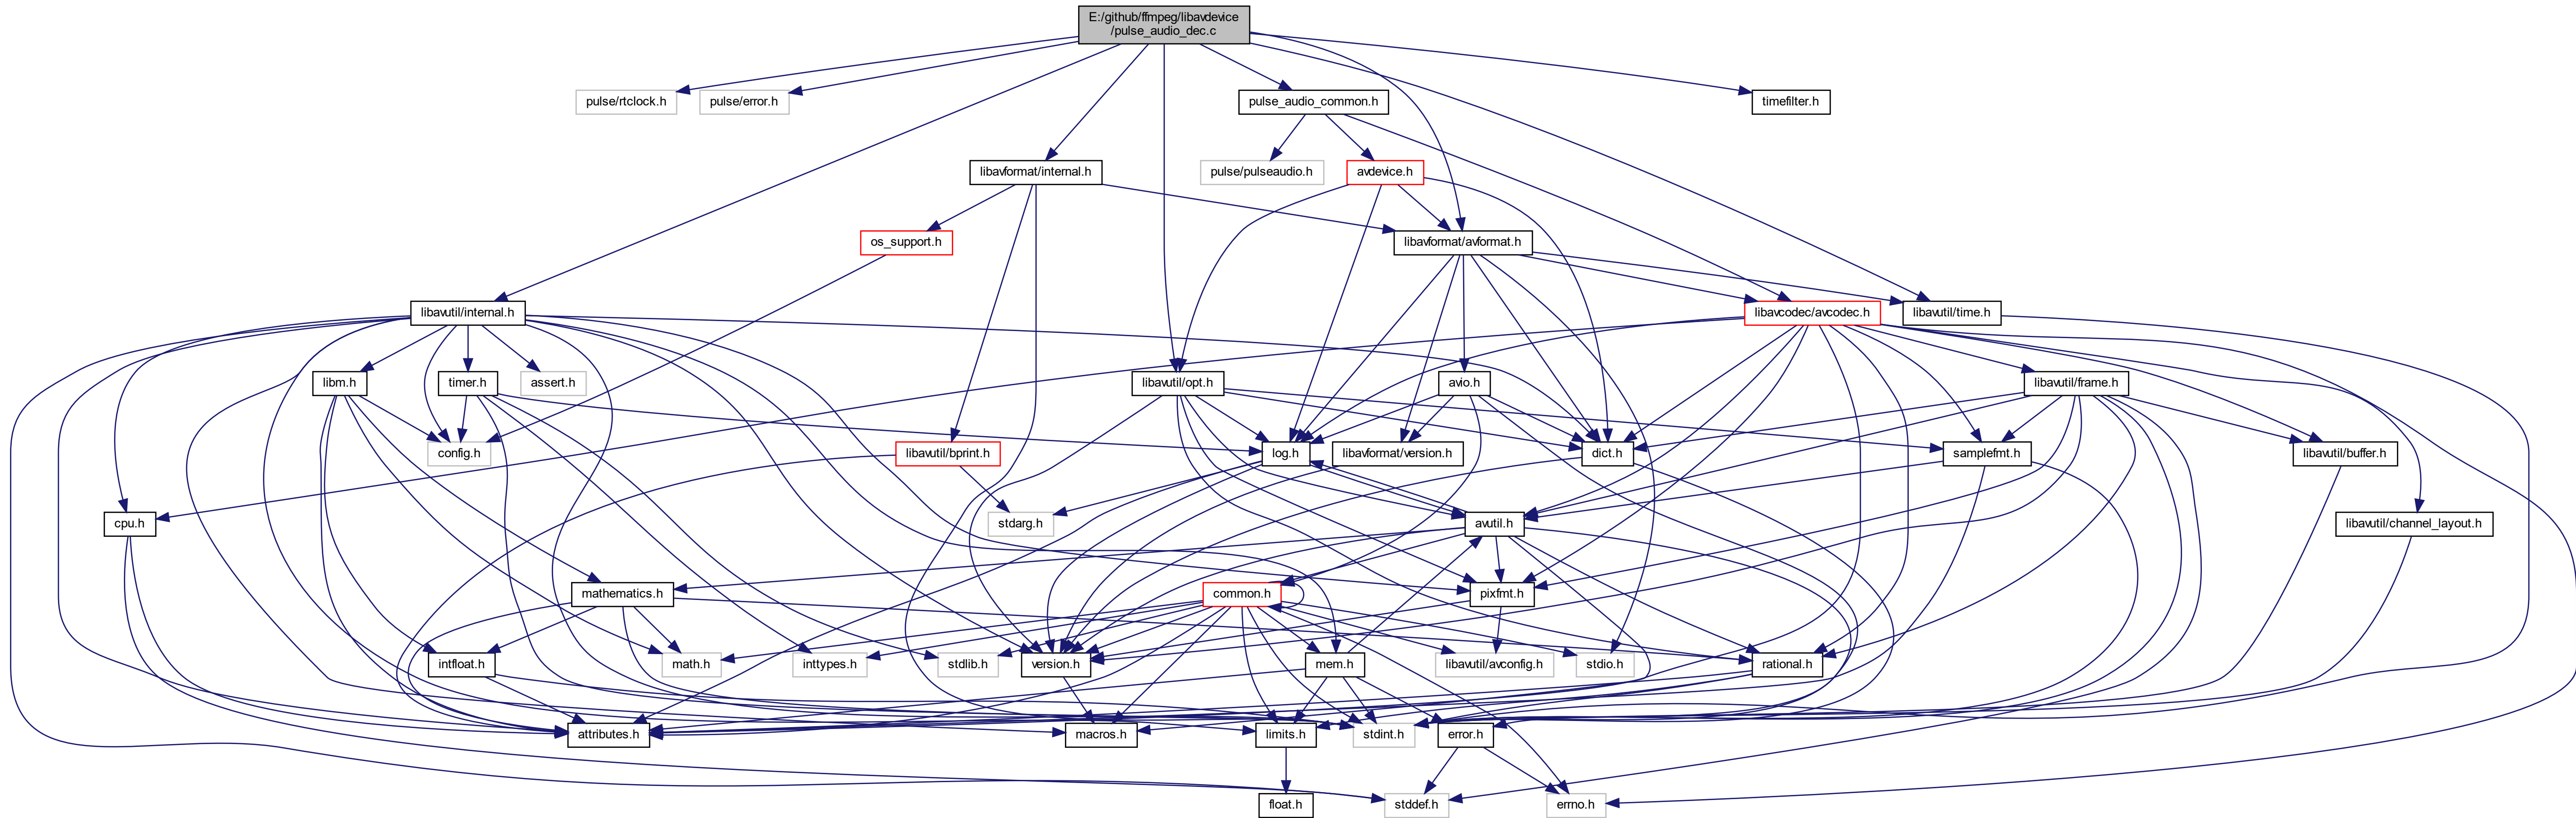 E:/github/ffmpeg/libavdevice
/pulse_audio_dec.c
pulse/rtclock.h
pulse/error.h
pulse_audio_common.h
timefilter.h
libavformat/internal.h
pulse/pulseaudio.h
avdevice.h
os_support.h
libavformat/avformat.h
libavutil/internal.h
libavcodec/avcodec.h
libavutil/time.h
libm.h
timer.h
assert.h
libavutil/opt.h
avio.h
libavutil/frame.h
config.h
libavutil/bprint.h
log.h
libavformat/version.h
dict.h
samplefmt.h
libavutil/buffer.h
cpu.h
stdarg.h
avutil.h
libavutil/channel_layout.h
mathematics.h
common.h
pixfmt.h
intfloat.h
math.h
inttypes.h
stdlib.h
version.h
mem.h
libavutil/avconfig.h
stdio.h
rational.h
attributes.h
macros.h
limits.h
stdint.h
error.h
float.h
stddef.h
errno.h